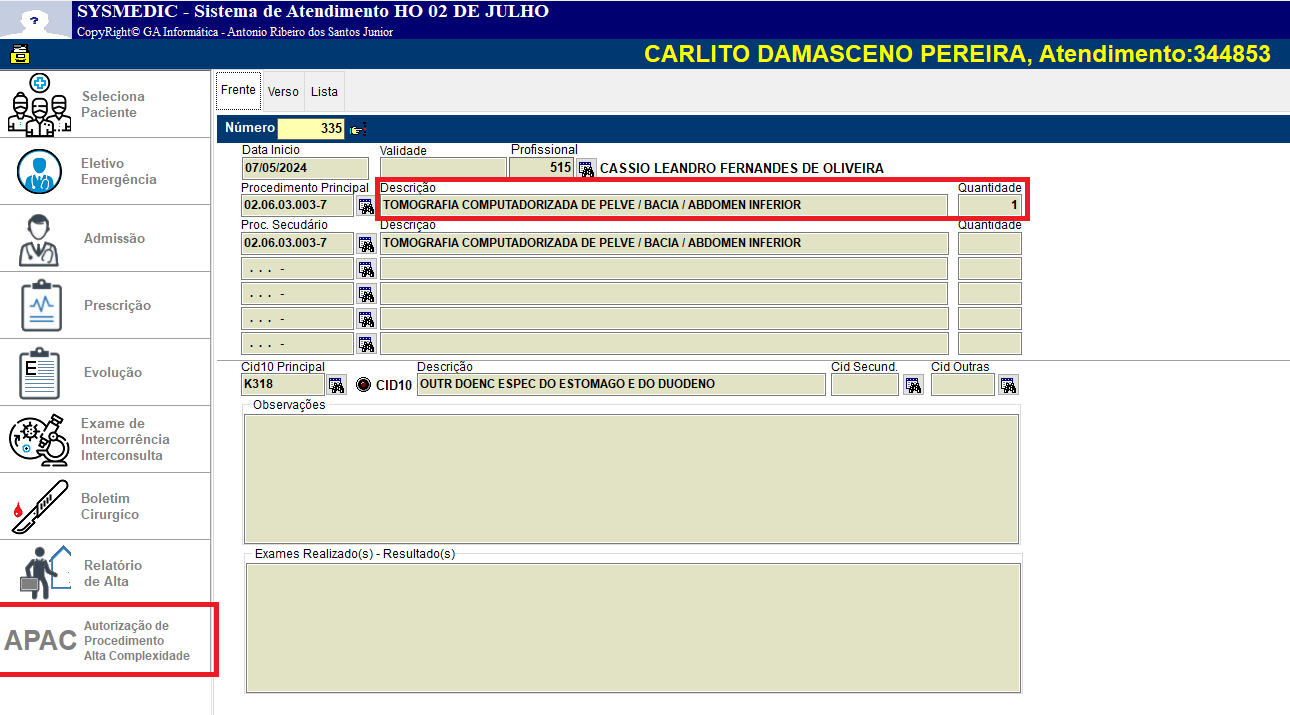 SYSMEDIC - Sistema de Atendimento HO 02 DE JULHO
CopyRight© GA Informática - Antonio Ribeiro dos Santos Junior
CARLITO DAMASCENO PEREIRA, Atendimento:344853
Seleciona
Paciente
Eletivo
Emergência
Admissão
Prescrição
Evolução
Exame de
Intercorrência
Interconsulta
Boletim
Cirurgíco
Relatório
de Alta
APAC
Autorização de
Procedimento
Alta Complexidade
Frente Verso Lista
Número 335
Data Inicio Validade Profissional
07/05/2024 515 CASSIO LEANDRO FERNANDES DE OLIVEIRA
Procedimento Principal Descrição Quantidade
02.06.03.003-7 TOMOGRAFIA COMPUTADORIZADA DE PELVE / BACIA / ABDOMEN INFERIOR 1
Proc. Secudário Descrição Quantidade
02.06.03.003-7 TOMOGRAFIA COMPUTADORIZADA DE PELVE / BACIA / ABDOMEN INFERIOR
. . . -
. . . -
. . . -
. . . -
Cid10 Principal Descrição Cid Secund. Cid Outras
K318 CID10 OUTR DOENC ESPEC DO ESTOMAGO E DO DUODENO
Observações
Exames Realizado(s) - Resultado(s)